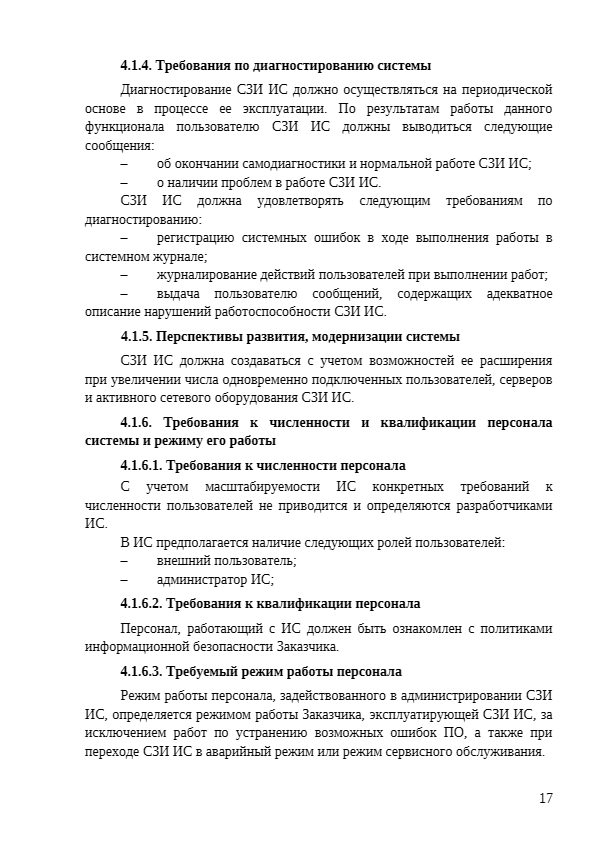 4.1.4. Требования по диагностированию системы
Диагностирование СЗИ ИС должно осуществляться на периодической
основе в процессе ее эксплуатации. По результатам работы данного
функционала пользователю СЗИ ИС должны выводиться следующие
сообщения:
– об окончании самодиагностики и нормальной работе СЗИ ИС;
– о наличии проблем в работе СЗИ ИС.
СЗИ ИС должна удовлетворять следующим требованиям по
диагностированию:
– регистрацию системных ошибок в ходе выполнения работы в
системном журнале;
– журналирование действий пользователей при выполнении работ;
– выдача пользователю сообщений, содержащих адекватное
описание нарушений работоспособности СЗИ ИС.
4.1.5. Перспективы развития, модернизации системы
СЗИ ИС должна создаваться с учетом возможностей ее расширения
при увеличении числа одновременно подключенных пользователей, серверов
и активного сетевого оборудования СЗИ ИС.
4.1.6. Требования к численности и квалификации персонала
системы и режиму его работы
4.1.6.1. Требования к численности персонала
С учетом масштабируемости ИС конкретных требований к
численности пользователей не приводится и определяются разработчиками
ИС.
В ИС предполагается наличие следующих ролей пользователей:
– внешний пользователь;
– администратор ИС;
4.1.6.2. Требования к квалификации персонала
Персонал, работающий с ИС должен быть ознакомлен с политиками
информационной безопасности Заказчика.
4.1.6.3. Требуемый режим работы персонала
Режим работы персонала, задействованного в администрировании СЗИ
ИС, определяется режимом работы Заказчика, эксплуатирующей СЗИ ИС, за
исключением работ по устранению возможных ошибок ПО, а также при
переходе СЗИ ИС в аварийный режим или режим сервисного обслуживания.
17